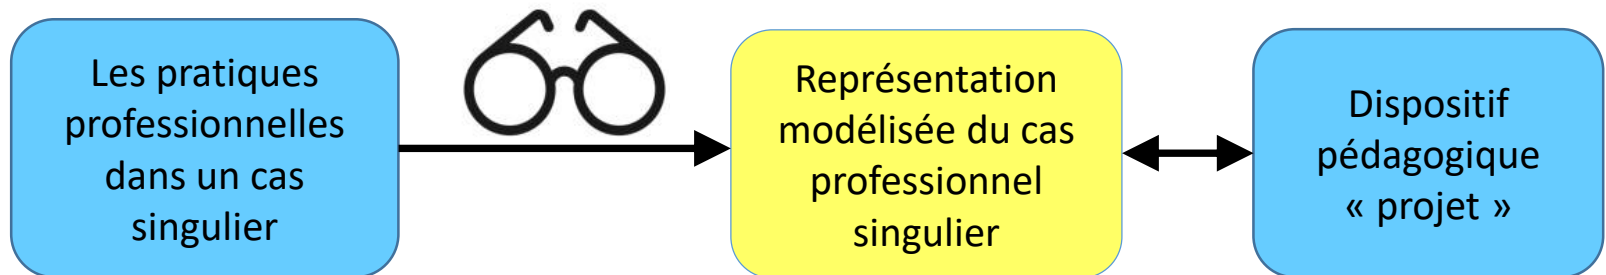 Les pratiques
professionnelles
dans un cas
singulier
Représentation
modélisée du cas
professionnel
singulier
Dispositif
pédagogique
« projet »